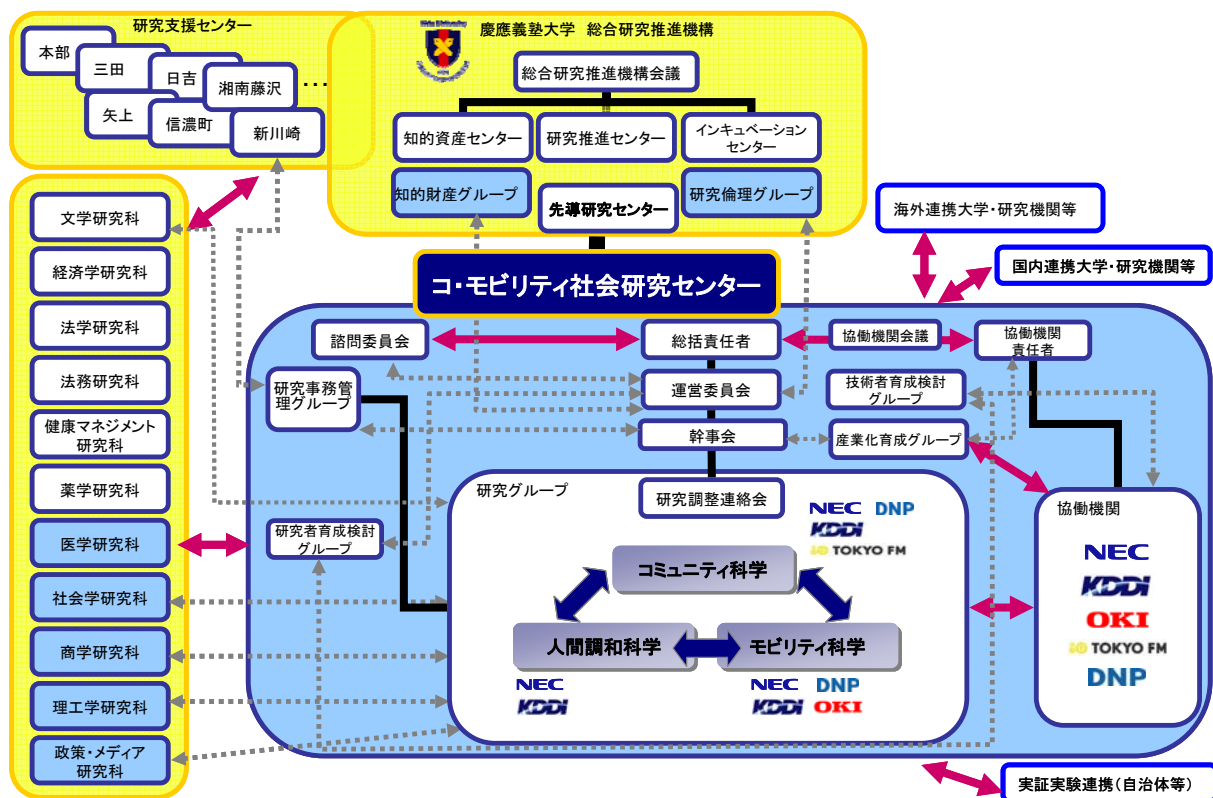 研究支援センター
本部
三田
日吉
湘南藤沢
…
矢上
信濃町
新川崎
慶應義塾大学 総合研究推進機構
総合研究推進機構会議
知的資産センター
研究推進センター
インキュベーション
センター
知的財産グループ
先導研究センター
研究倫理グループ
海外連携大学・研究機関等
国内連携大学・研究機関等
コ・モビリティ社会研究センター
文学研究科
経済学研究科
法学研究科
法務研究科
健康マネジメント
研究科
薬学研究科
医学研究科
社会学研究科
商学研究科
理工学研究科
政策・メディア
研究科
諮問委員会
総括責任者
協働機関会議
協働機関
責任者
研究事務管
理グループ
運営委員会
技術者育成検討
グループ
幹事会
産業化育成グループ
研究グループ
研究調整連絡会
NEC DNP
KDDI
TOKYO FM
研究者育成検討
グループ
コミュニティ科学
人間調和科学
モビリティ科学
NEC
KDDI
NEC DNP
KDDI OKI
協働機関
NEC
KDDI
OKI
TOKYO FM
DNP
実証実験連携(自治体等)